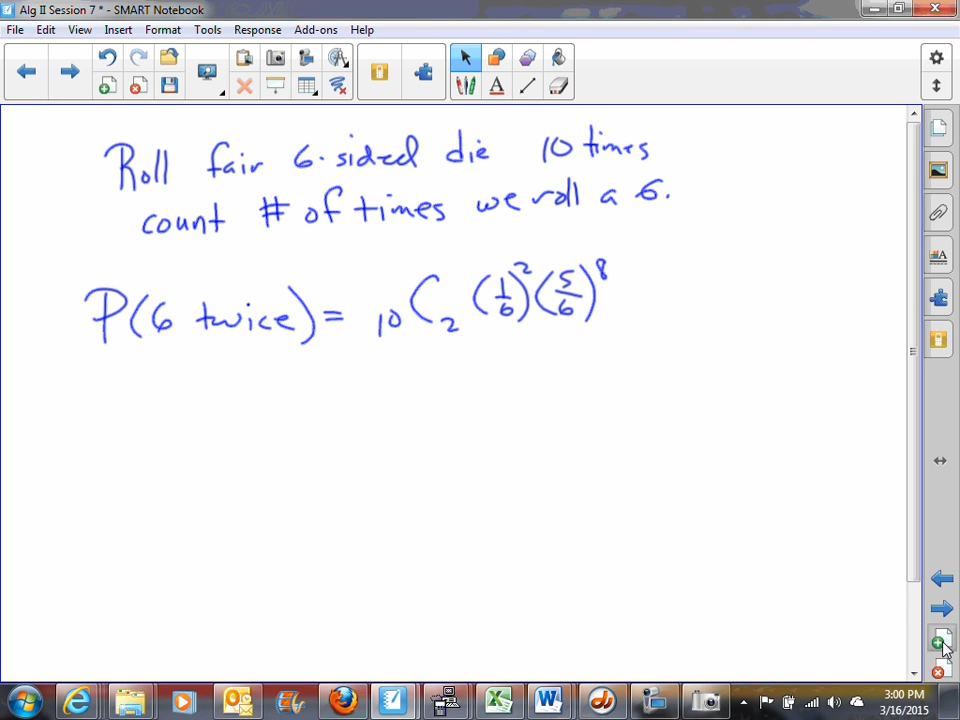 Alg II Session 7 * - SMART Notebook
File Edit View Insert Format Tools Response Add-ons Help
Roll fair 6-sided die 10 times
count # of times we roll a 6.
P(6 twice) = 10 C 2 (1/6)^2 (5/6)^8
3:00 PM
3/16/2015